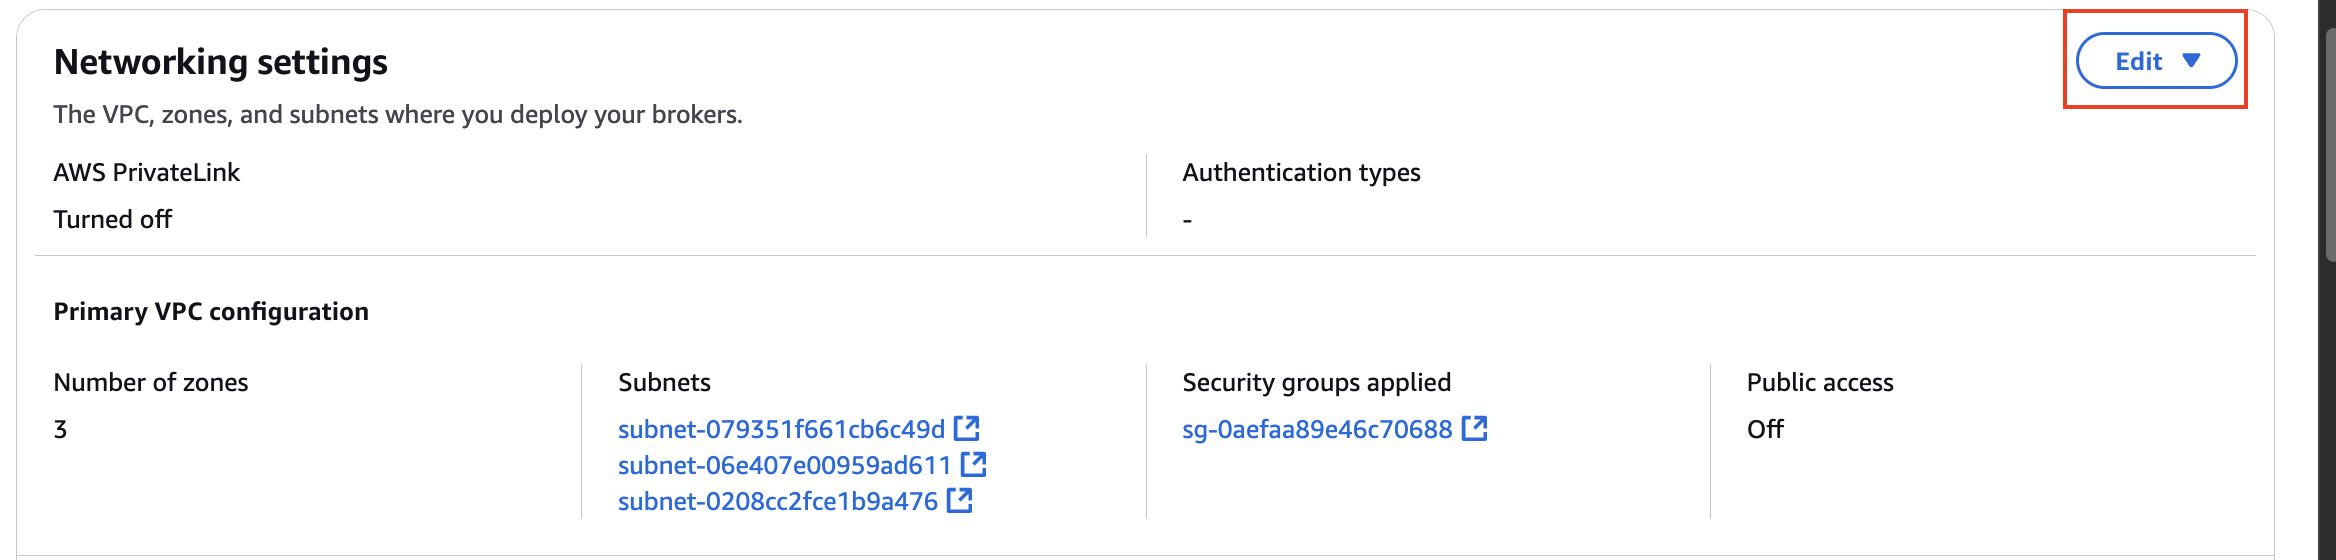 Networking settings
Edit
The VPC, zones, and subnets where you deploy your brokers.
AWS PrivateLink
Turned off
Authentication types
-
Primary VPC configuration
Number of zones
3
Subnets
subnet-079351f661cb6c49d
subnet-06e407e00959ad611
subnet-0208cc2fce1b9a476
Security groups applied
sg-0aefaa89e46c70688
Public access
Off